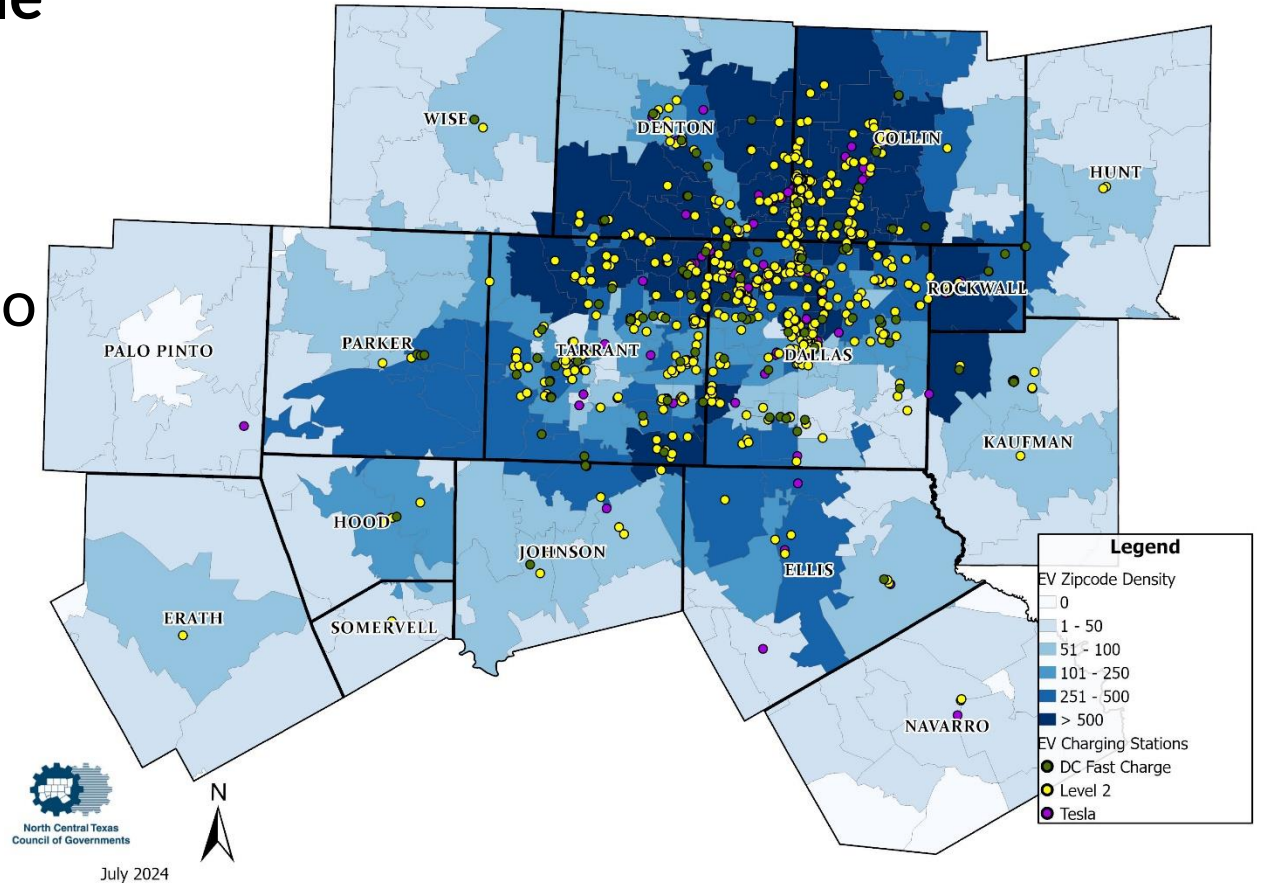 WISE
DENTON
COLLIN
HUNT
PALO PINTO
PARKER
TARRANT
DALLAS
ROCKWALL
KAUFMAN
HOOD
JOHNSON
ELLIS
ERATH
SOMERVELL
NAVARRO
Legend
EV Zipcode Density
0
1 - 50
51 - 100
101 - 250
251 - 500
> 500
EV Charging Stations
DC Fast Charge
Level 2
Tesla
N
North Central Texas
Council of Governments
July 2024